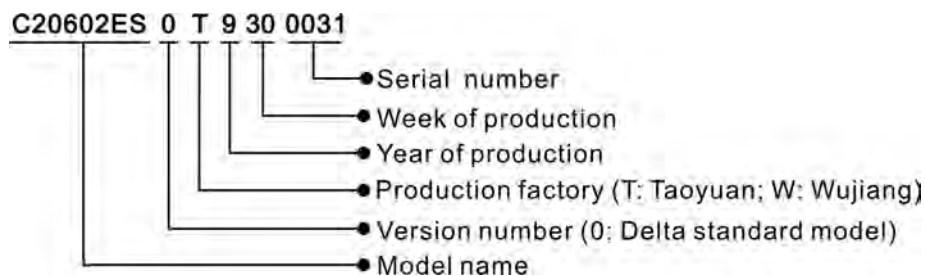 C20602ES 0 T 9 30 0031
Serial number
Week of production
Year of production
Production factory (T: Taoyuan; W: Wujiang)
Version number (0: Delta standard model)
Model name